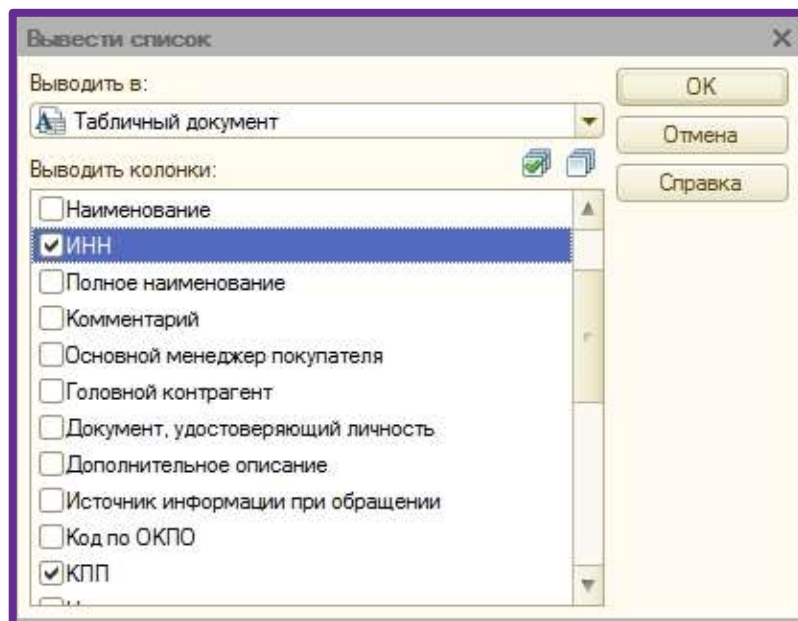 Вывести список
Выводить в:
Табличный документ
Выводить колонки:
Наименование
ИНН
Полное наименование
Комментарий
Основной менеджер покупателя
Головной контрагент
Документ, удостоверяющий личность
Дополнительное описание
Источник информации при обращении
Код по ОКПО
КПП
OK
Отмена
Справка